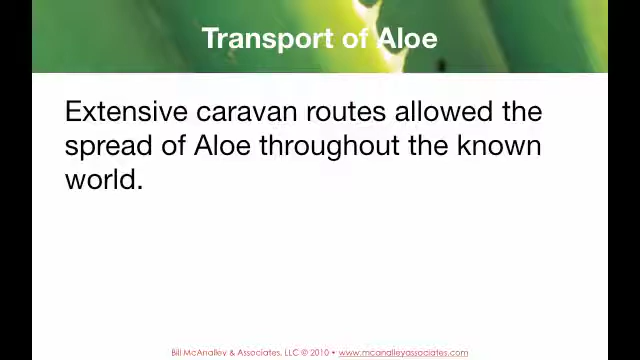 Transport of Aloe
Extensive caravan routes allowed the
spread of Aloe throughout the known
world.
Bill McAnalley & Associates, LLC © 2010 • www.mcanalleyassociates.com